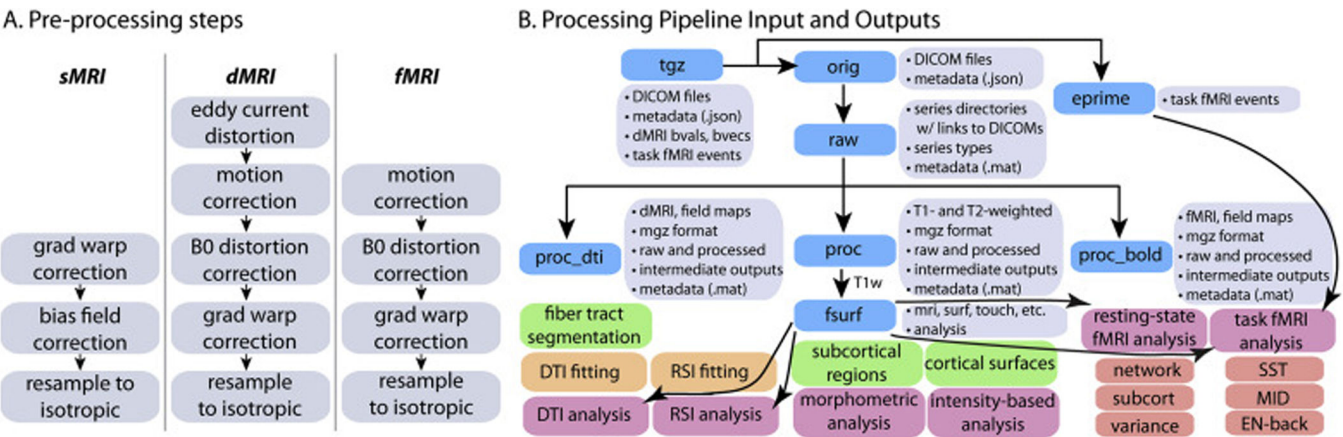 A. Pre-processing steps
sMRI
dMRI
fMRI
eddy current
distortion
motion
correction
motion
correction
grad warp
correction
B0 distortion
correction
B0 distortion
correction
bias field
correction
grad warp
correction
grad warp
correction
resample to
isotropic
resample
to isotropic
resample
to isotropic
B. Processing Pipeline Input and Outputs
tgz
• DICOM files
• metadata (.json)
• dMRI bvals, bvecs
• task fMRI events
orig
• DICOM files
• metadata (.json)
eprime
• task fMRI events
raw
• series directories
w/ links to DICOMs
• series types
• metadata (.mat)
proc_dti
• dMRI, field maps
• mgz format
• raw and processed
• intermediate outputs
• metadata (.mat)
proc
• T1- and T2-weighted
• mgz format
• raw and processed
• intermediate outputs
• metadata (.mat)
proc_bold
• fMRI, field maps
• mgz format
• raw and processed
• intermediate outputs
• metadata (.mat)
T1w
fsurf
• mri, surf, touch, etc.
• analysis
fiber tract
segmentation
DTI fitting
RSI fitting
DTI analysis
RSI analysis
subcortical
regions
cortical surfaces
morphometric
analysis
intensity-based
analysis
resting-state
fMRI analysis
task fMRI
analysis
network
subcort
variance
SST
MID
EN-back